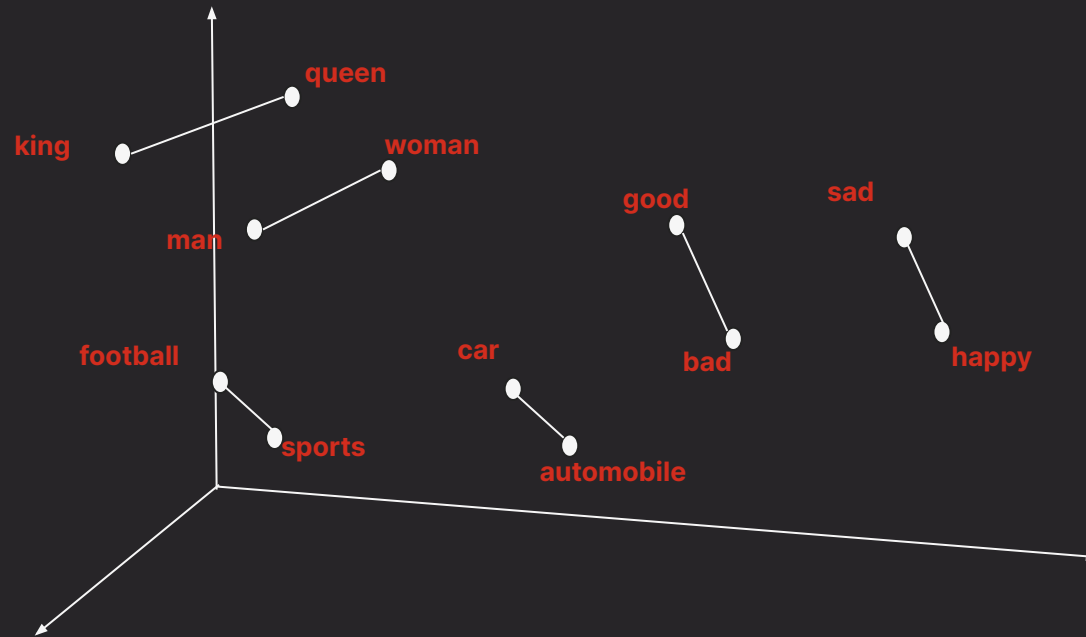 queen
king
woman
man
good
sad
football
car
bad
happy
sports
automobile